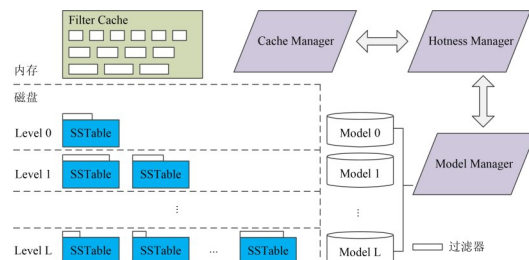 Filter Cache
Cache Manager
Hotness Manager
内存
磁盘
Level 0
SSTable
Model 0
Level 1
SSTable
SSTable
Model 1
Model Manager
⋮
⋮
Level L
SSTable
SSTable
...
SSTable
Model L
过滤器